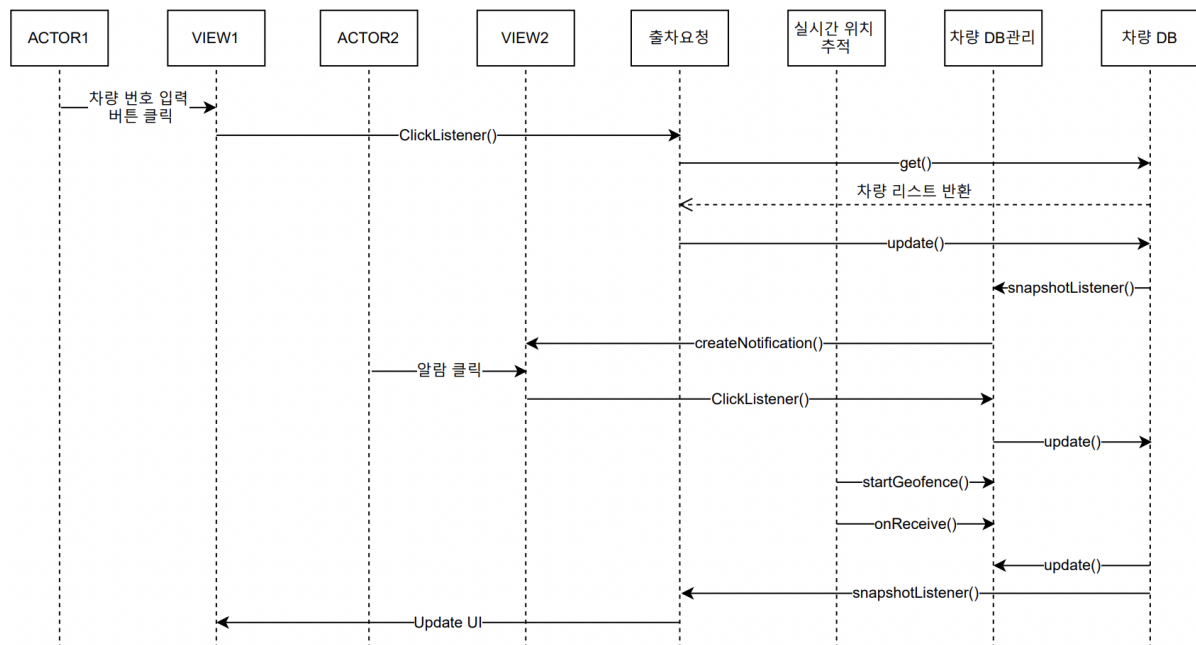 ACTOR1
VIEW1
ACTOR2
VIEW2
출차요청
실시간 위치
추적
차량 DB관리
차량 DB
차량 번호 입력
버튼 클릭
ClickListener()
get()
차량 리스트 반환
update()
snapshotListener()
createNotification()
알람 클릭
ClickListener()
update()
startGeofence()
onReceive()
update()
snapshotListener()
Update UI